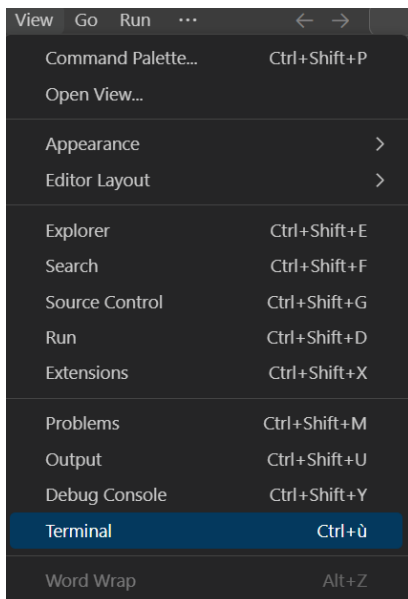 View Go Run ···
Command Palette... Ctrl+Shift+P
Open View...
Appearance
Editor Layout
Explorer Ctrl+Shift+E
Search Ctrl+Shift+F
Source Control Ctrl+Shift+G
Run Ctrl+Shift+D
Extensions Ctrl+Shift+X
Problems Ctrl+Shift+M
Output Ctrl+Shift+U
Debug Console Ctrl+Shift+Y
Terminal Ctrl+ù
Word Wrap Alt+Z